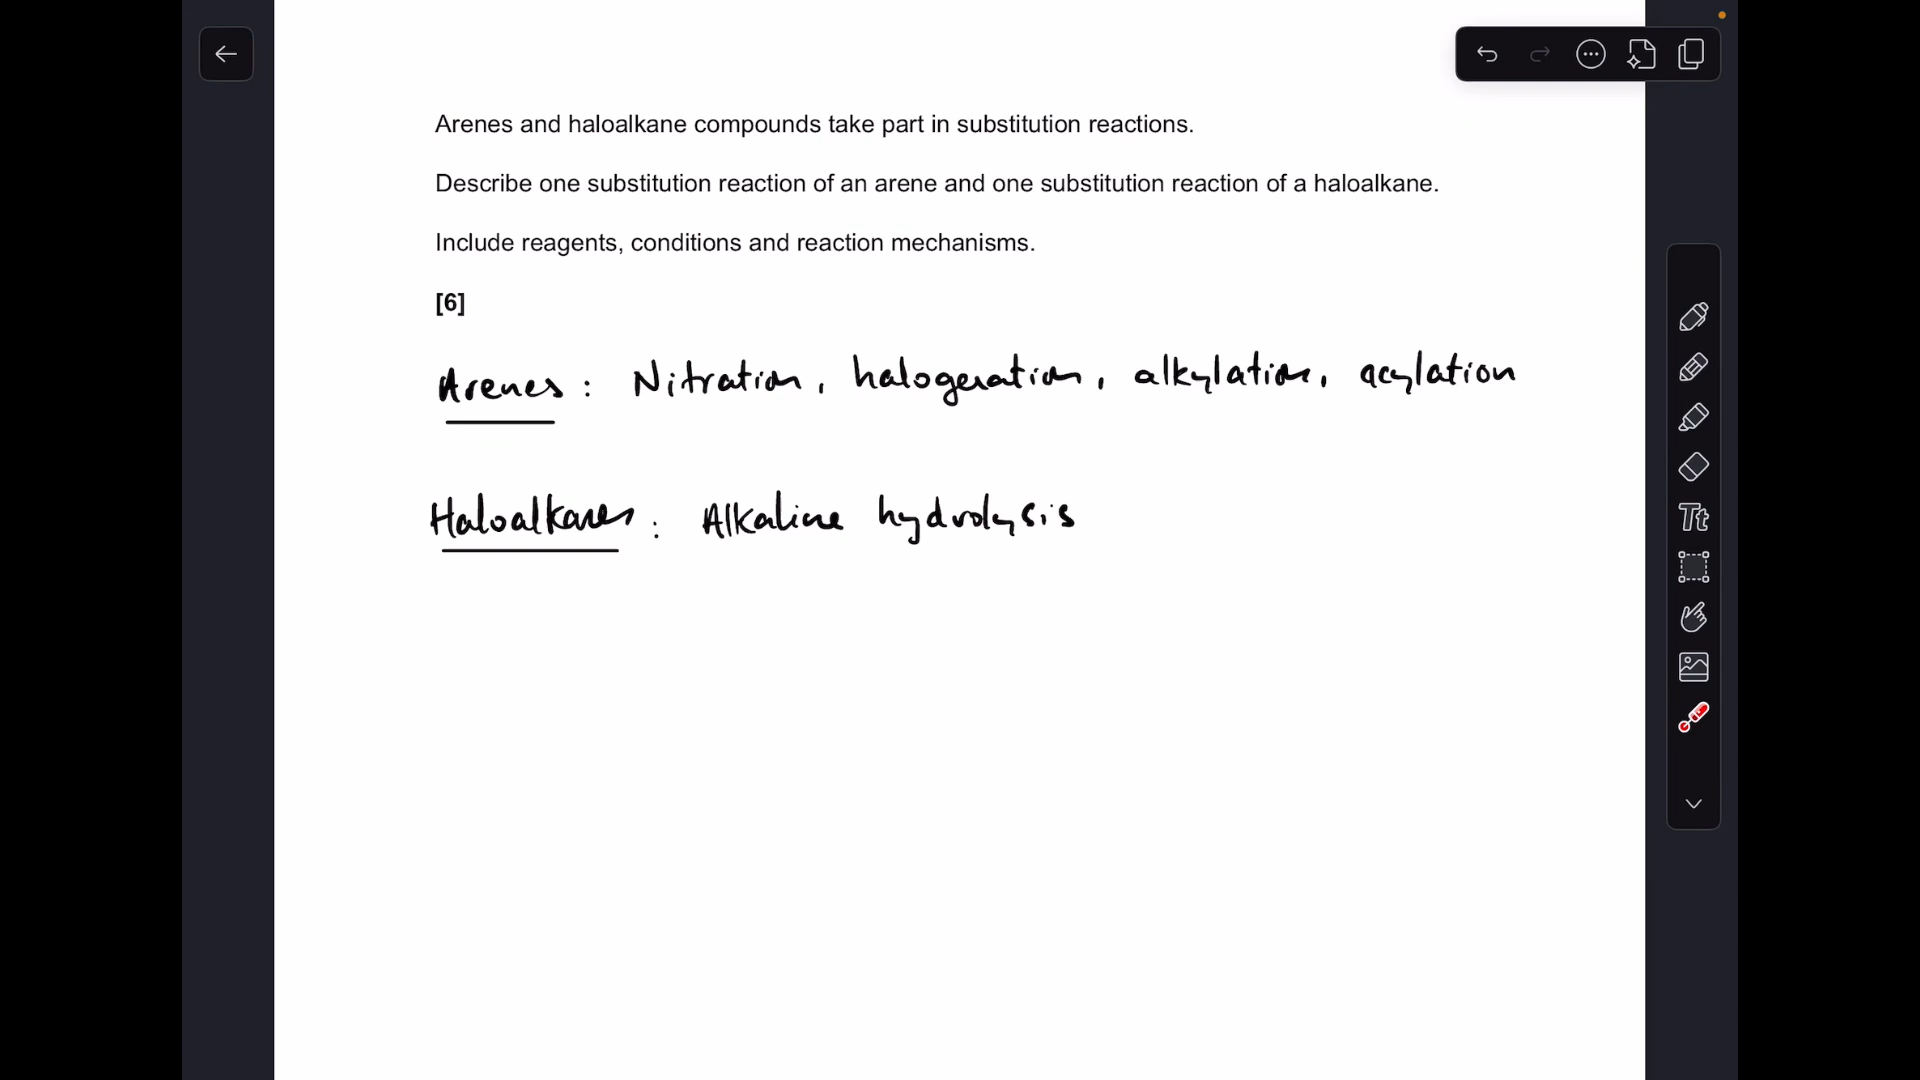 Arenes and haloalkane compounds take part in substitution reactions.
Describe one substitution reaction of an arene and one substitution reaction of a haloalkane.
Include reagents, conditions and reaction mechanisms.
[6]
Arenes : Nitration, halogenation, alkylation, acylation
Haloalkanes : Alkaline hydrolysis
Tt